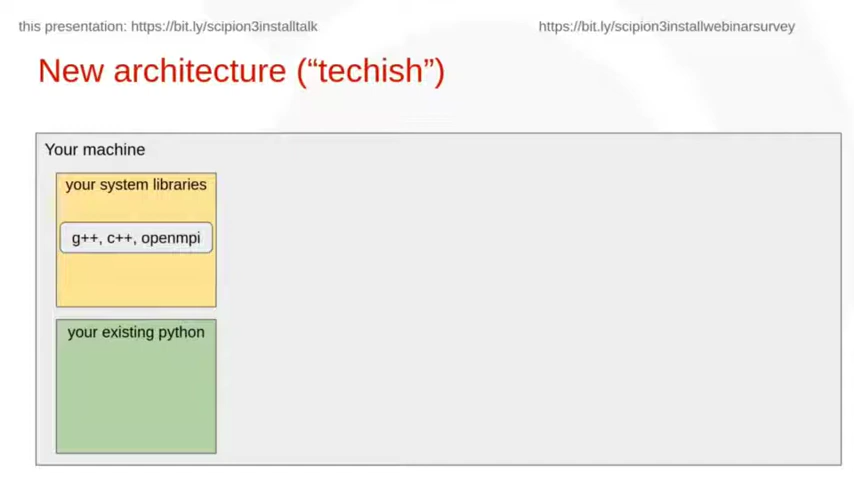 this presentation: https://bit.ly/scipion3installtalk
https://bit.ly/scipion3installwebinarsurvey
New architecture (“techish”)
Your machine
your system libraries
g++, c++, openmpi
your existing python